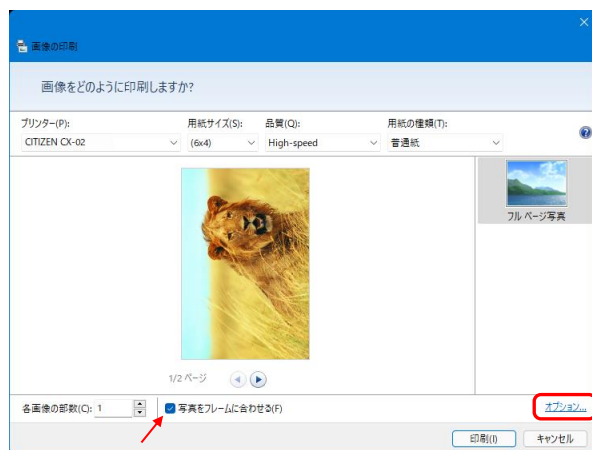 画像の印刷
画像をどのように印刷しますか?
プリンター(P): 用紙サイズ(S): 品質(Q): 用紙の種類(T):
CITIZEN CX-02 (6x4) High-speed 普通紙
フル ページ写真
1/2 ページ
各画像の部数(C): 1 写真をフレームに合わせる(F) オプション...
印刷(I) キャンセル